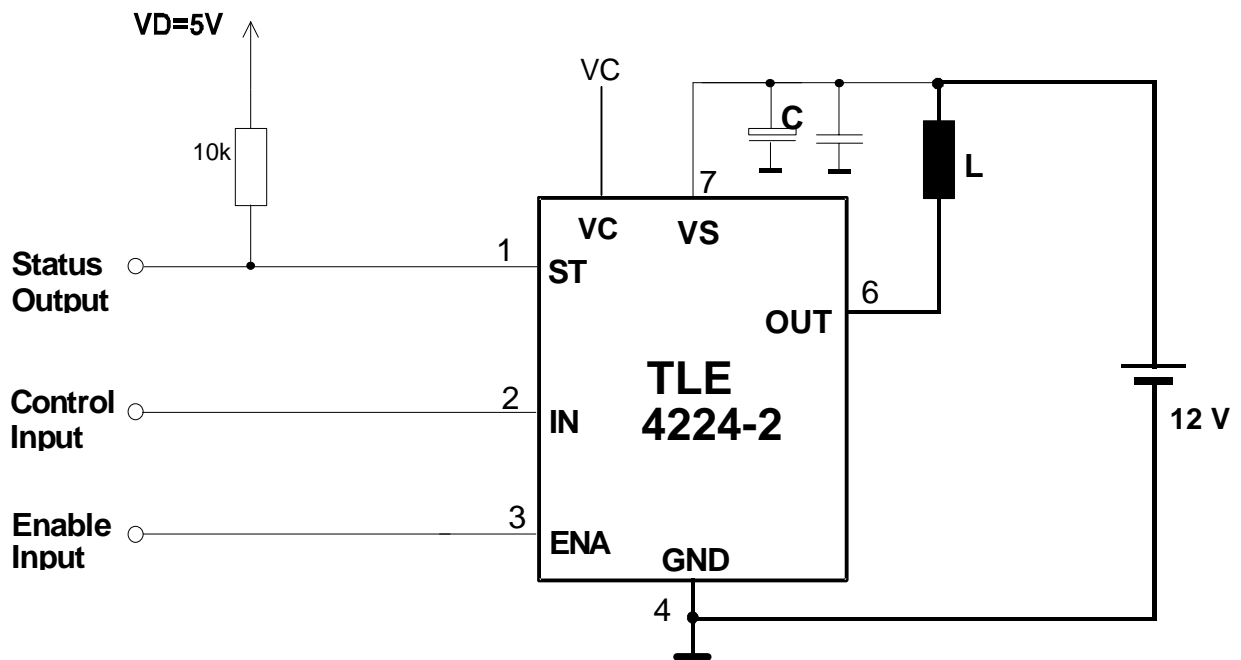 VD=5V
VC
10k
C
L
7
VC
VS
1
Status
Output
ST
6
OUT
TLE
4224-2
Control
Input
2
IN
12 V
Enable
Input
3
ENA
GND
4